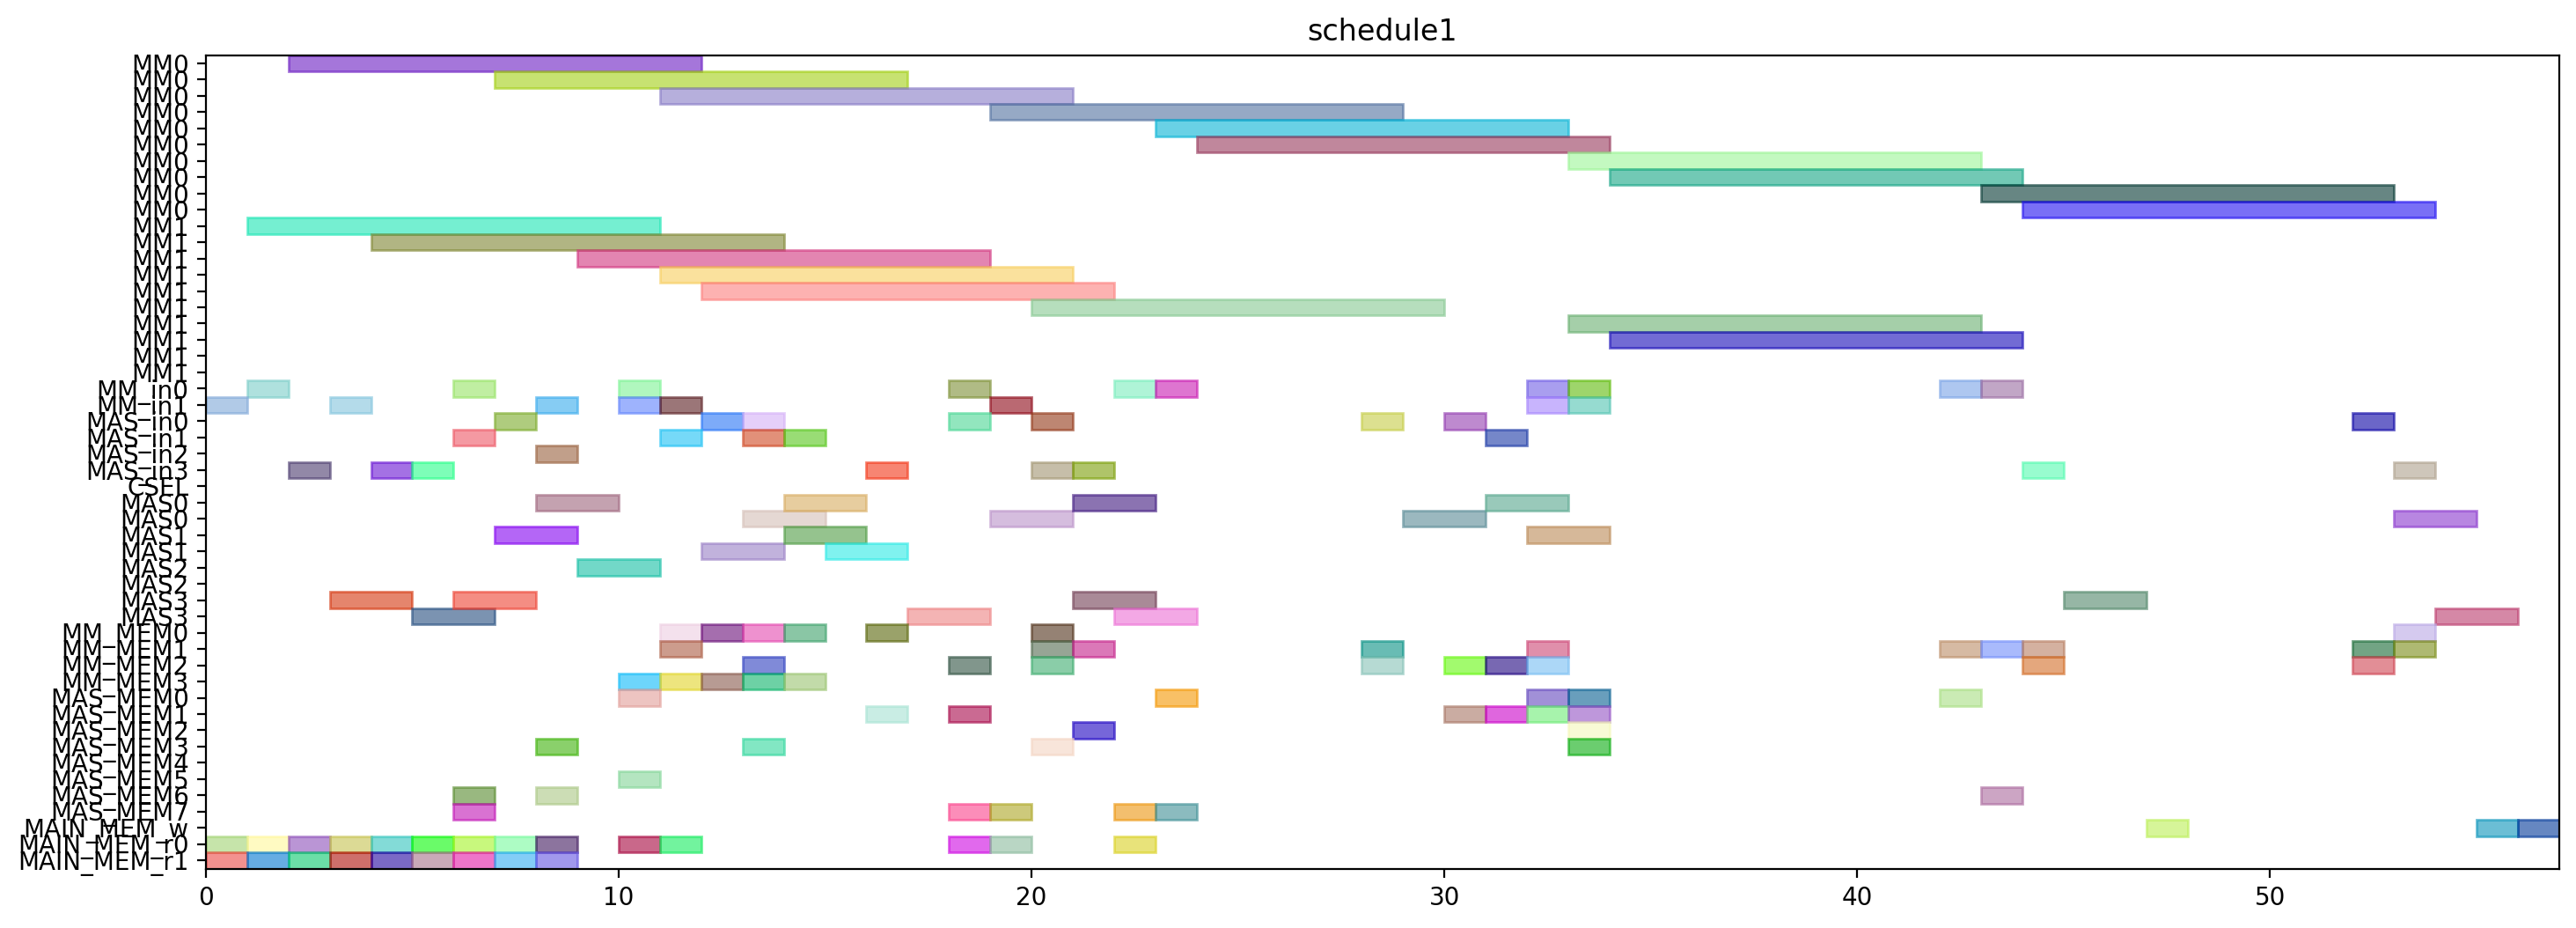 schedule1
MM0
MM0
MM0
MM0
MM0
MM0
MM0
MM0
MM0
MM0
MM1
MM1
MM1
MM1
MM1
MM1
MM1
MM1
MM1
MM1
MM_in0
MM_in1
MAS_in0
MAS_in1
MAS_in2
MAS_in3
CSEL
MAS0
MAS0
MAS1
MAS1
MAS2
MAS2
MAS3
MAS3
MM_MEM0
MM_MEM1
MM_MEM2
MM_MEM3
MAS_MEM0
MAS_MEM1
MAS_MEM2
MAS_MEM3
MAS_MEM4
MAS_MEM5
MAS_MEM6
MAS_MEM7
MAIN_MEM_w
MAIN_MEM_r0
MAIN_MEM_r1
0 10 20 30 40 50